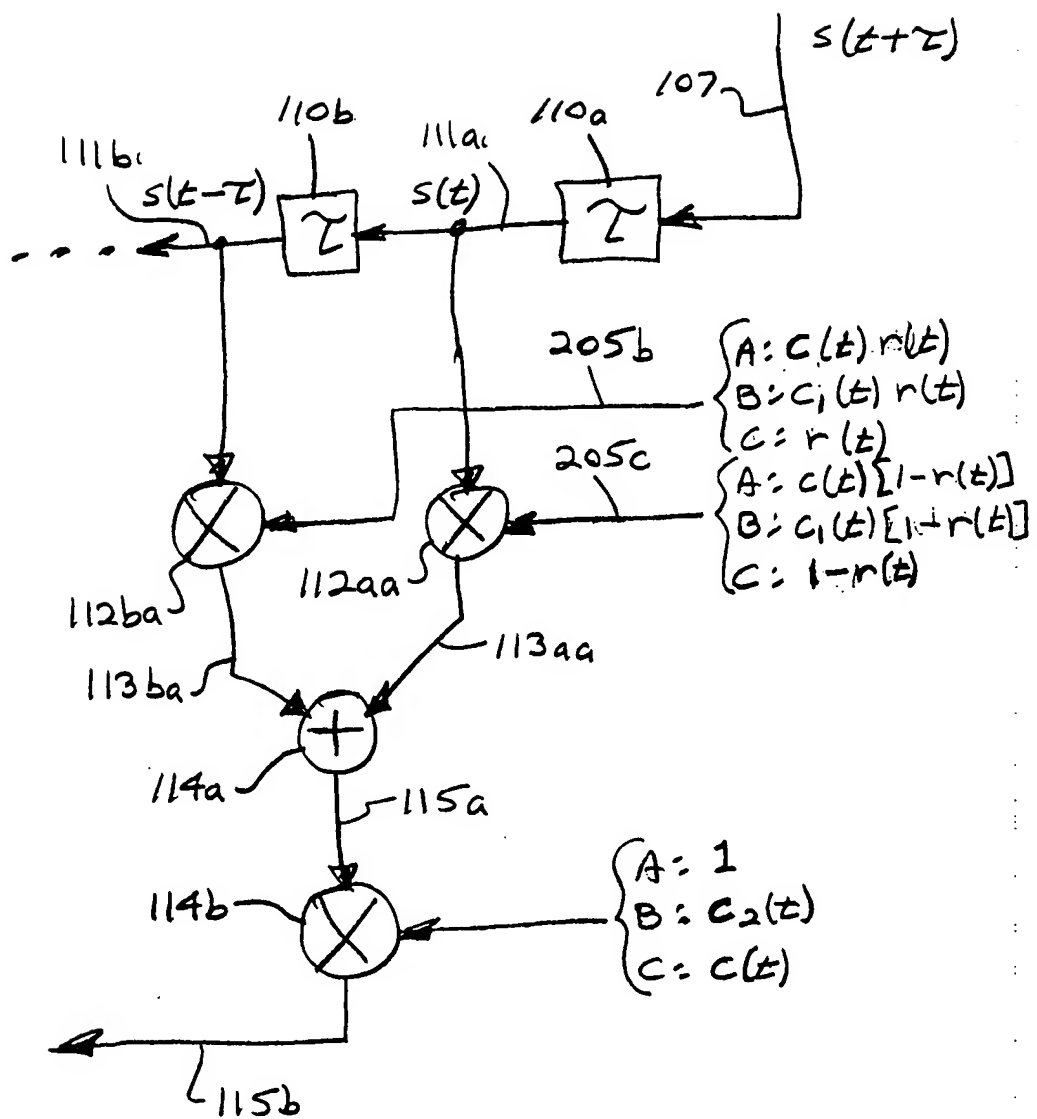 s(t+τ)
107
110b
110a
111b
111a
s(t-τ)
s(t)
τ
τ
205b
A: C(t) r(t)
B: C₁(t) r(t)
C: r(t)
205c
A: c(t)[1-r(t)]
B: c₁(t)[1-r(t)]
C: 1-r(t)
112ba
112aa
113ba
113aa
+
114a
115a
114b
A: 1
B: C₂(t)
C: C(t)
115b